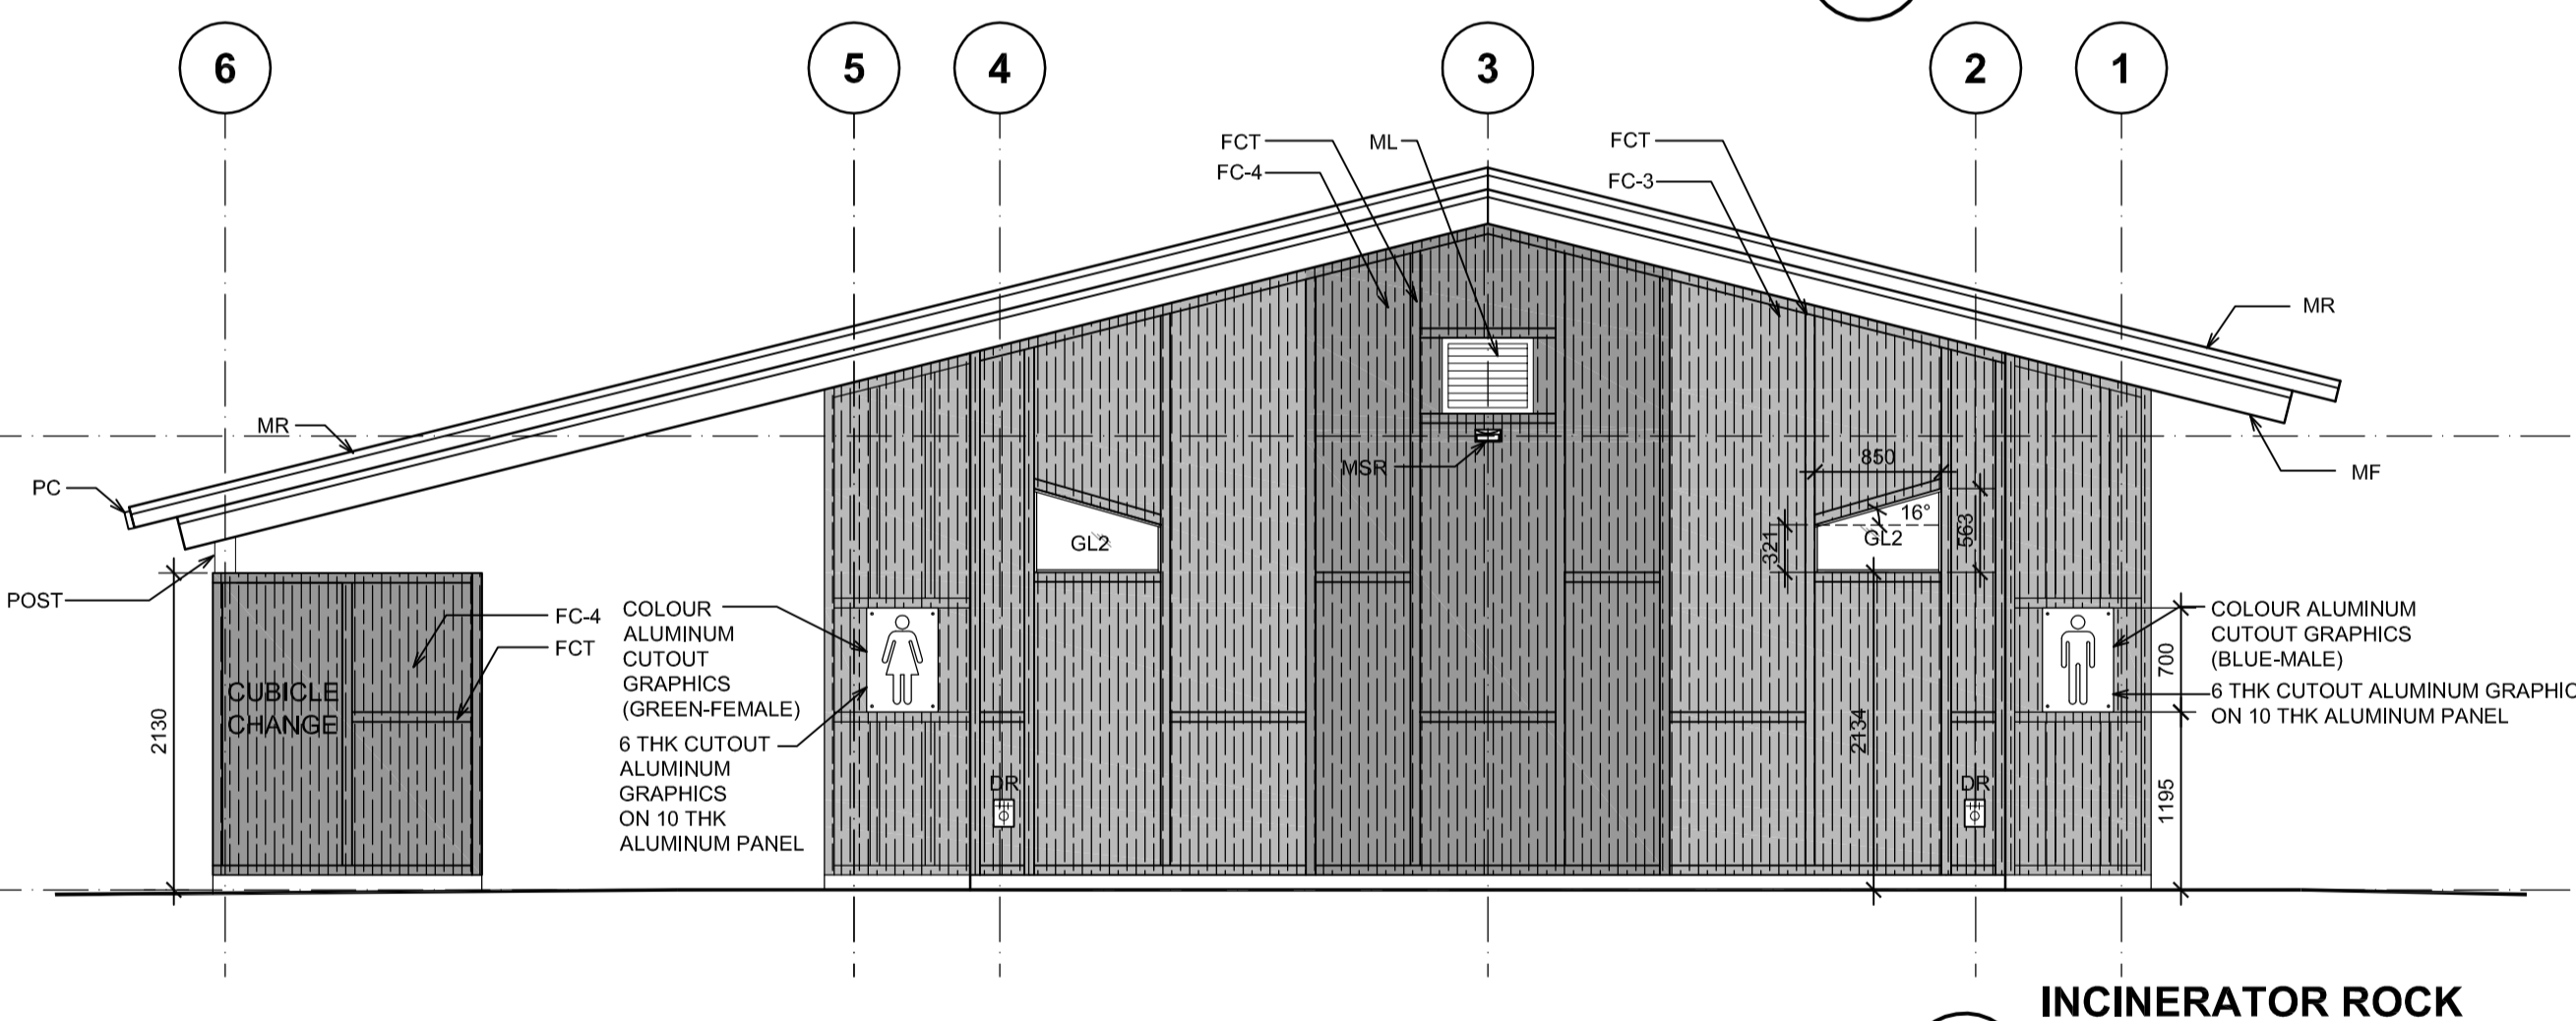 6
5
4
3
2
1
FCT
ML
FCT
FC-4
FC-3
MR
MR
PC
MSR
850
MF
16°
563
321
GL2
GL2
POST
FC-4
FCT
CUBICLE
CHANGE
2130
COLOUR
ALUMINUM
CUTOUT
GRAPHICS
(GREEN-FEMALE)
6 THK CUTOUT
ALUMINUM
GRAPHICS
ON 10 THK
ALUMINUM PANEL
DR
2134
DR
COLOUR ALUMINUM
CUTOUT GRAPHICS
(BLUE-MALE)
700
6 THK CUTOUT ALUMINUM GRAPHIC
ON 10 THK ALUMINUM PANEL
1195
INCINERATOR ROCK